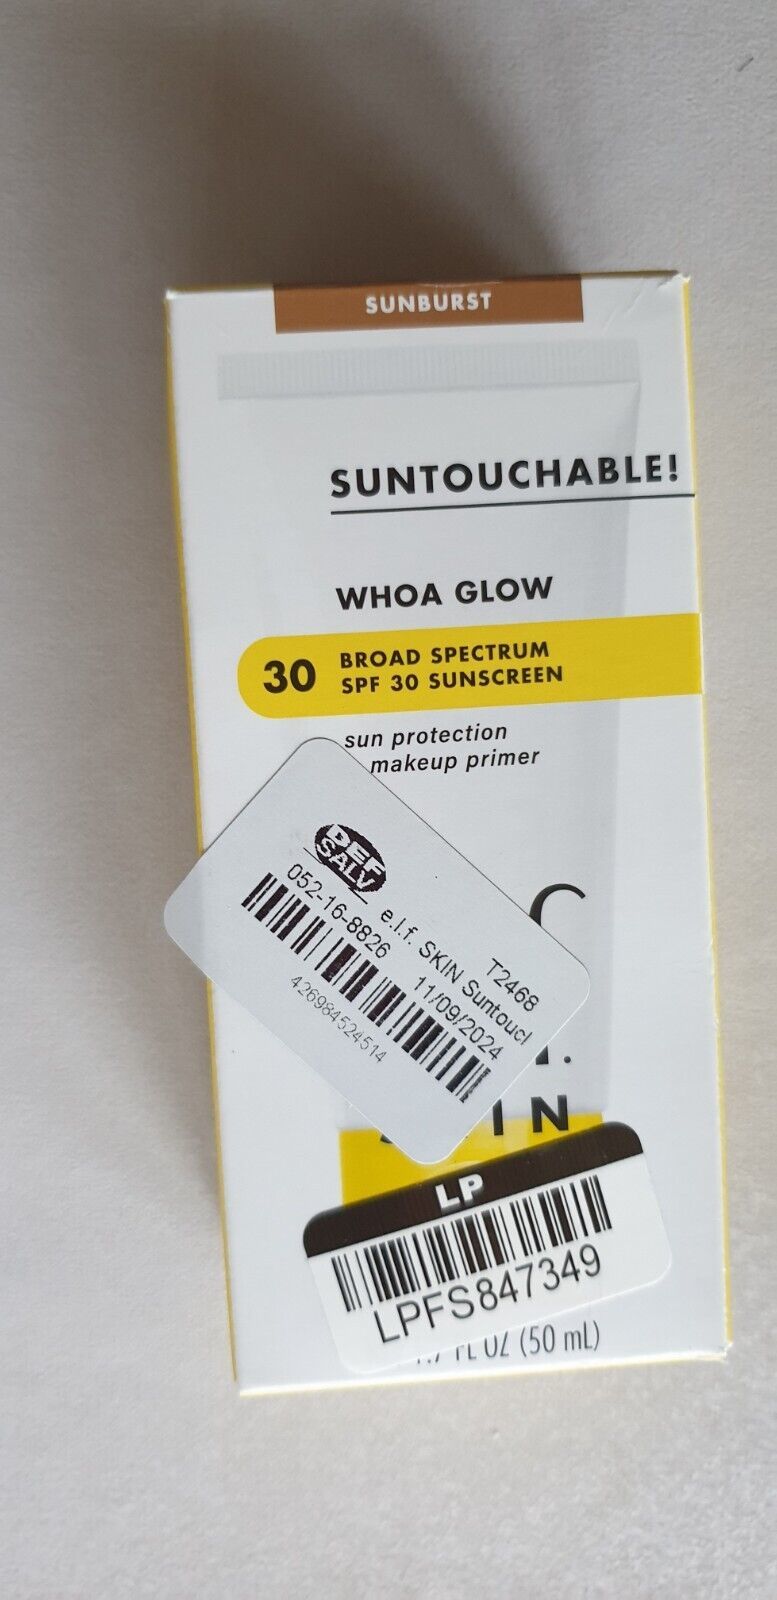 SUNBURST
SUNTOUCHABLE!
WHOA GLOW
30
BROAD SPECTRUM
SPF 30 SUNSCREEN
sun protection
makeup primer
DEF
SALV
T2468
e.l.f. SKIN Suntoucl
052-16-8826 11/09/2024
426984524514
LP
LPFS847349
FL OZ (50 mL)